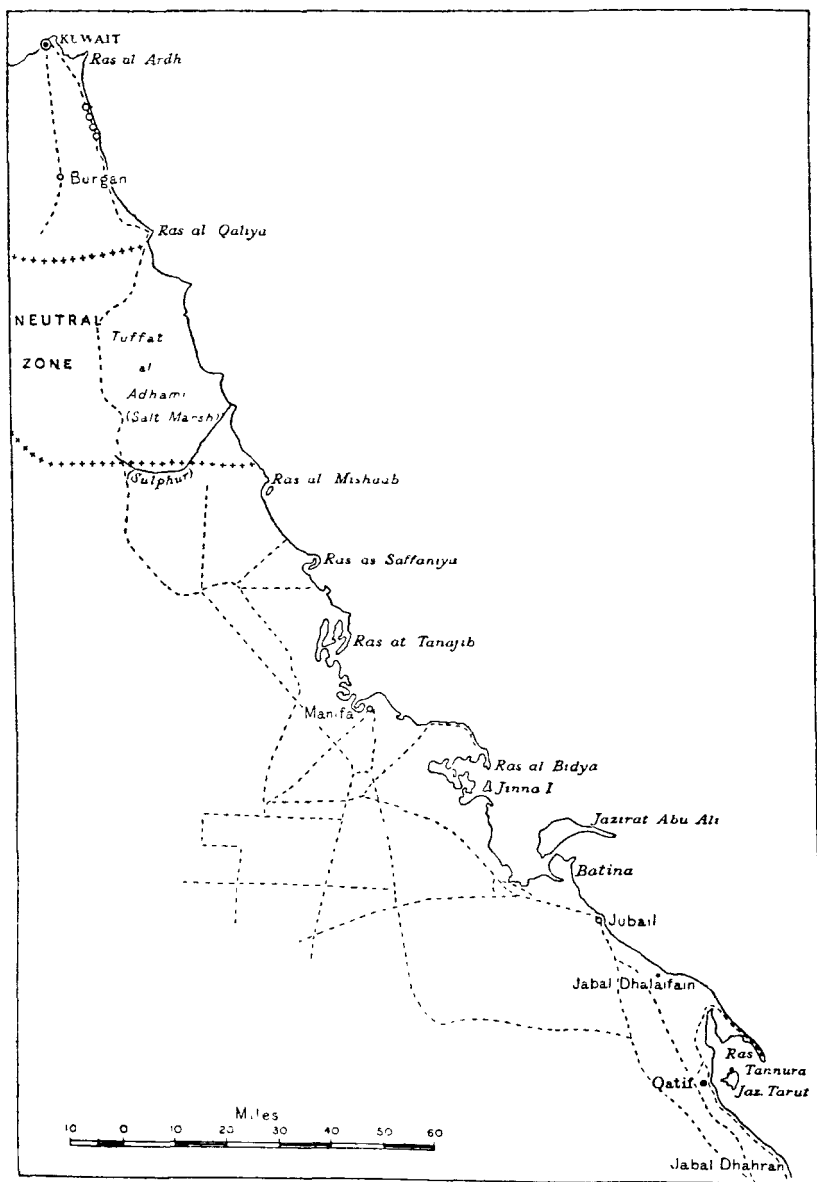 KUWAIT
Ras al Ardh
Burgan
Ras al Qaliya
NEUTRAL
ZONE
Tuffat
al
Adhami
(Salt Marsh)
(Sulphur)
Ras al Mishaab
Ras as Saffaniya
Ras at Tanajib
Manifa
Ras al Bidya
Jinna I
Jazirat Abu Ali
Batina
Jubail
Jabal Dhalaifain
Ras
Tannura
Qatif
Jaz. Tarut
Miles
10 0 10 20 30 40 50 60
Jabal Dhahran